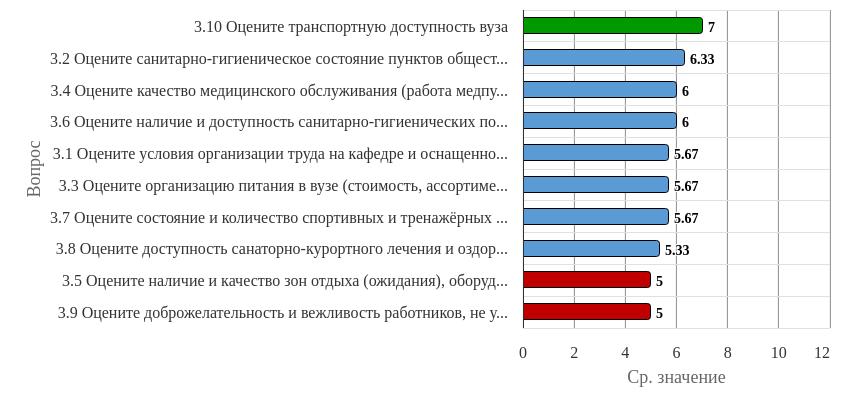 3.10 Оцените транспортную доступность вуза 7
3.2 Оцените санитарно-гигиеническое состояние пунктов общест... 6.33
3.4 Оцените качество медицинского обслуживания (работа медпу... 6
3.6 Оцените наличие и доступность санитарно-гигиенических по... 6
3.1 Оцените условия организации труда на кафедре и оснащенно... 5.67
3.3 Оцените организацию питания в вузе (стоимость, ассортиме... 5.67
3.7 Оцените состояние и количество спортивных и тренажёрных ... 5.67
3.8 Оцените доступность санаторно-курортного лечения и оздор... 5.33
3.5 Оцените наличие и качество зон отдыха (ожидания), оборуд... 5
3.9 Оцените доброжелательность и вежливость работников, не у... 5
Вопрос
0 2 4 6 8 10 12
Ср. значение